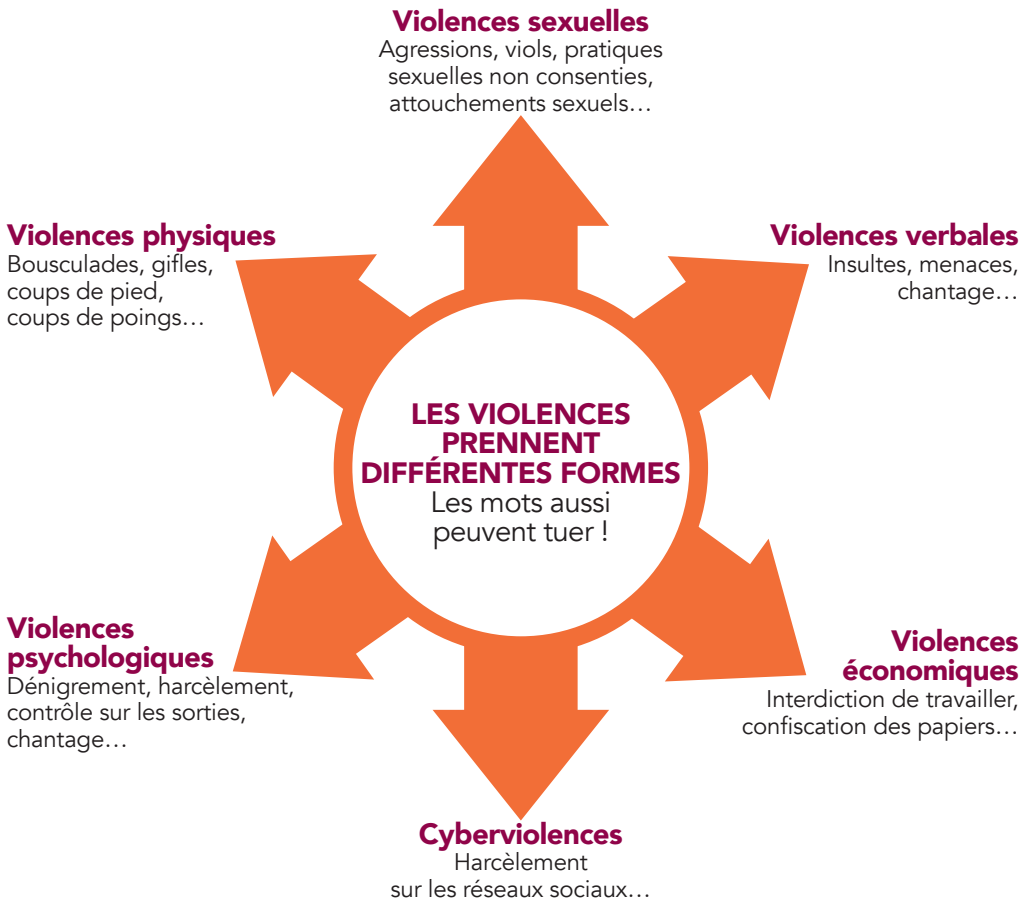 Violences sexuelles
Agressions, viols, pratiques
sexuelles non consenties,
attouchements sexuels…
Violences physiques
Bousculades, gifles,
coups de pied,
coups de poings…
Violences verbales
Insultes, menaces,
chantage…
LES VIOLENCES
PRENNENT
DIFFÉRENTES FORMES
Les mots aussi
peuvent tuer !
Violences
psychologiques
Dénigrement, harcèlement,
contrôle sur les sorties,
chantage…
Violences
économiques
Interdiction de travailler,
confiscation des papiers…
Cyberviolences
Harcèlement
sur les réseaux sociaux…